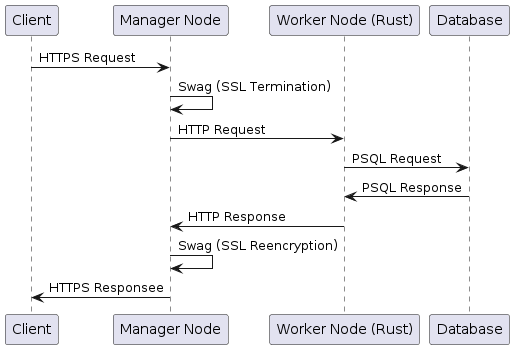 Client Manager Node Worker Node (Rust) Database
HTTPS Request
Swag (SSL Termination)
HTTP Request
PSQL Request
PSQL Response
HTTP Response
Swag (SSL Reencryption)
HTTPS Responsee
Client Manager Node Worker Node (Rust) Database